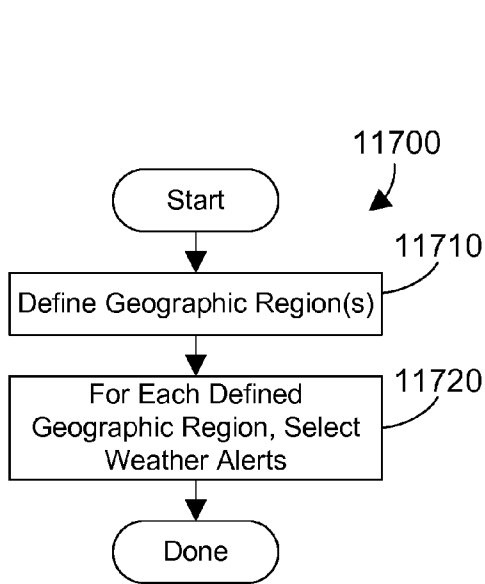 11700
Start
11710
Define Geographic Region(s)
11720
For Each Defined
Geographic Region, Select
Weather Alerts
Done